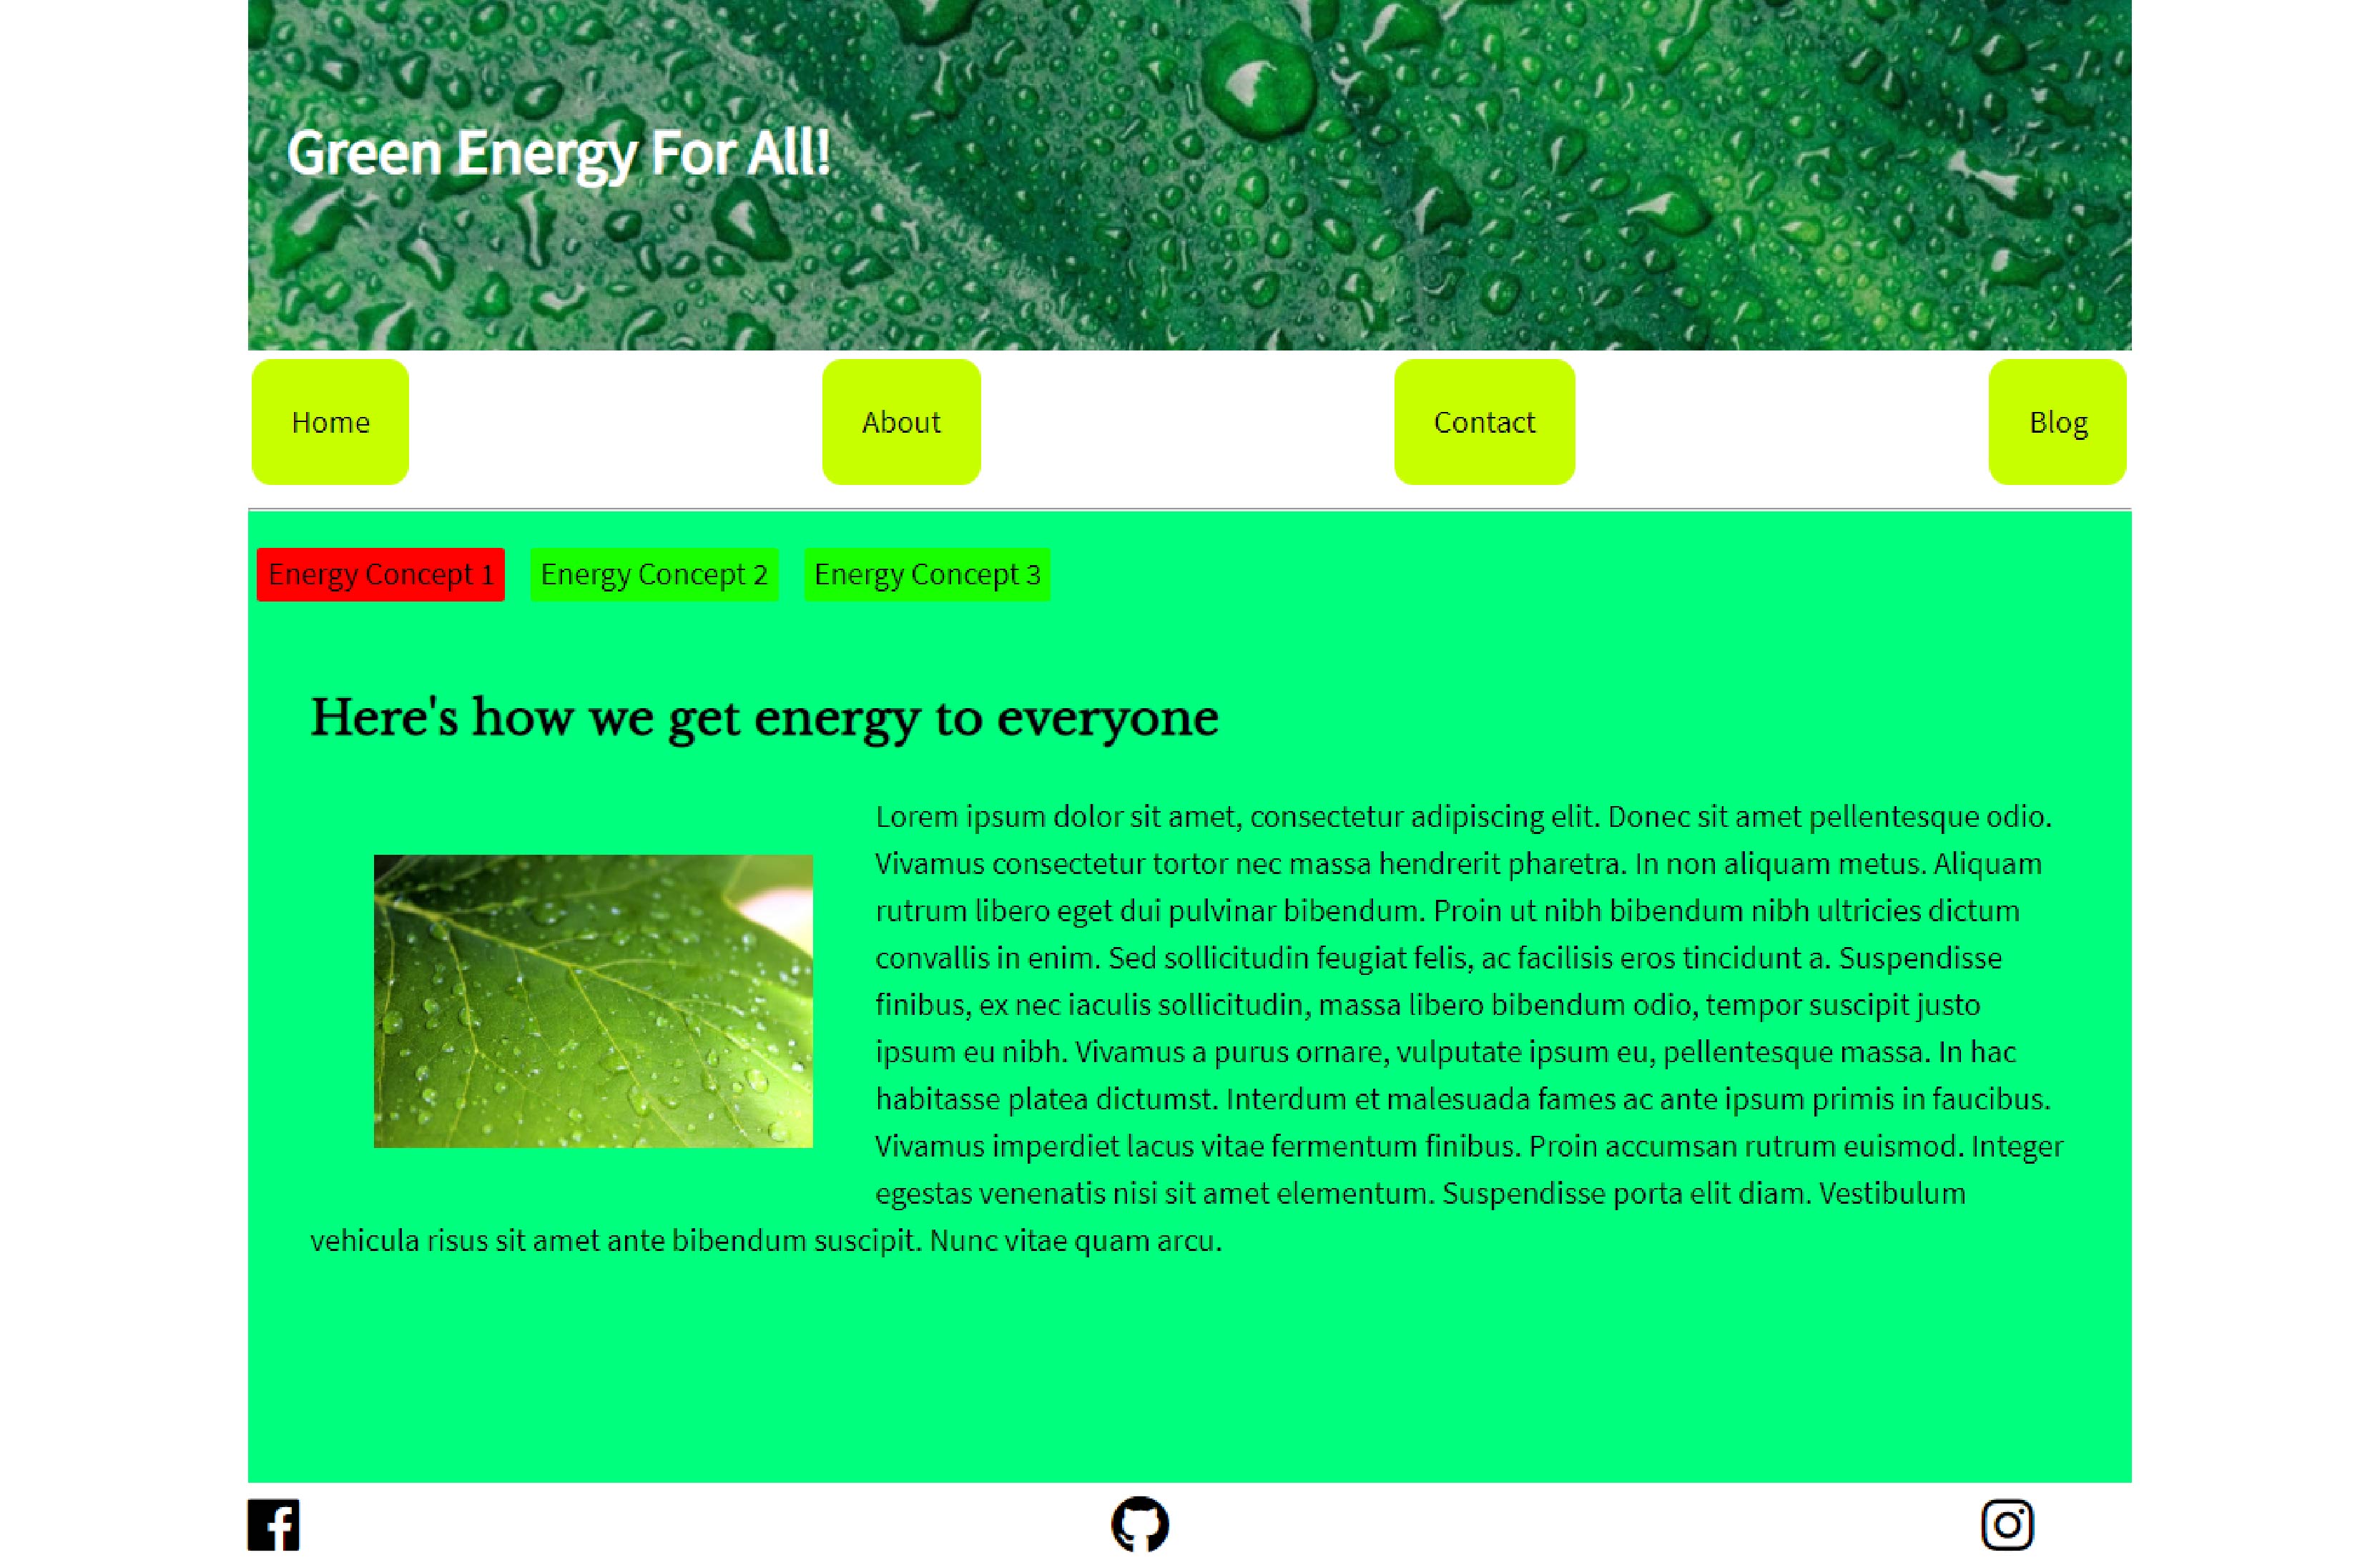 Green Energy For All!
Home About Contact Blog
Energy Concept 1 Energy Concept 2 Energy Concept 3
Here's how we get energy to everyone
Lorem ipsum dolor sit amet, consectetur adipiscing elit. Donec sit amet pellentesque odio.
Vivamus consectetur tortor nec massa hendrerit pharetra. In non aliquam metus. Aliquam
rutrum libero eget dui pulvinar bibendum. Proin ut nibh bibendum nibh ultricies dictum
convallis in enim. Sed sollicitudin feugiat felis, ac facilisis eros tincidunt a. Suspendisse
finibus, ex nec iaculis sollicitudin, massa libero bibendum odio, tempor suscipit justo
ipsum eu nibh. Vivamus a purus ornare, vulputate ipsum eu, pellentesque massa. In hac
habitasse platea dictumst. Interdum et malesuada fames ac ante ipsum primis in faucibus.
Vivamus imperdiet lacus vitae fermentum finibus. Proin accumsan rutrum euismod. Integer
egestas venenatis nisi sit amet elementum. Suspendisse porta elit diam. Vestibulum
vehicula risus sit amet ante bibendum suscipit. Nunc vitae quam arcu.